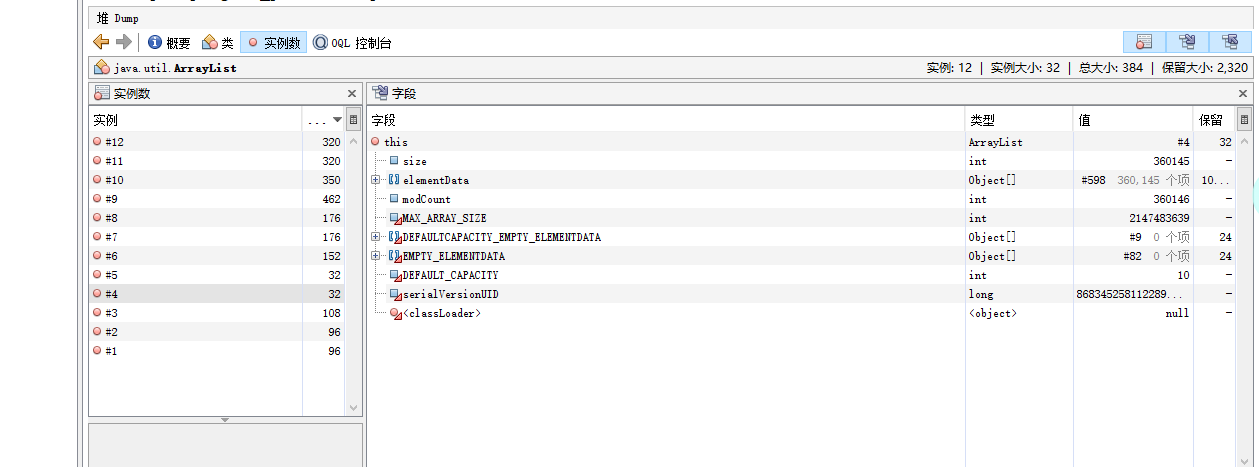 堆 Dump
概要 类 实例数 OQL 控制台
java.util.ArrayList 实例: 12 | 实例大小: 32 | 总大小: 384 | 保留大小: 2,320
实例数
字段
实例 ...
#12 320
#11 320
#10 350
#9 462
#8 176
#7 176
#6 152
#5 32
#4 32
#3 108
#2 96
#1 96
字段 类型 值 保留
this ArrayList #4 32
size int 360145 -
elementData Object[] #598 360,145 个项 10...
modCount int 360146 -
MAX_ARRAY_SIZE int 2147483639 -
DEFAULTCAPACITY_EMPTY_ELEMENTDATA Object[] #9 0 个项 24
EMPTY_ELEMENTDATA Object[] #82 0 个项 24
DEFAULT_CAPACITY int 10 -
serialVersionUID long 868345258112289... -
<classLoader> <object> null -